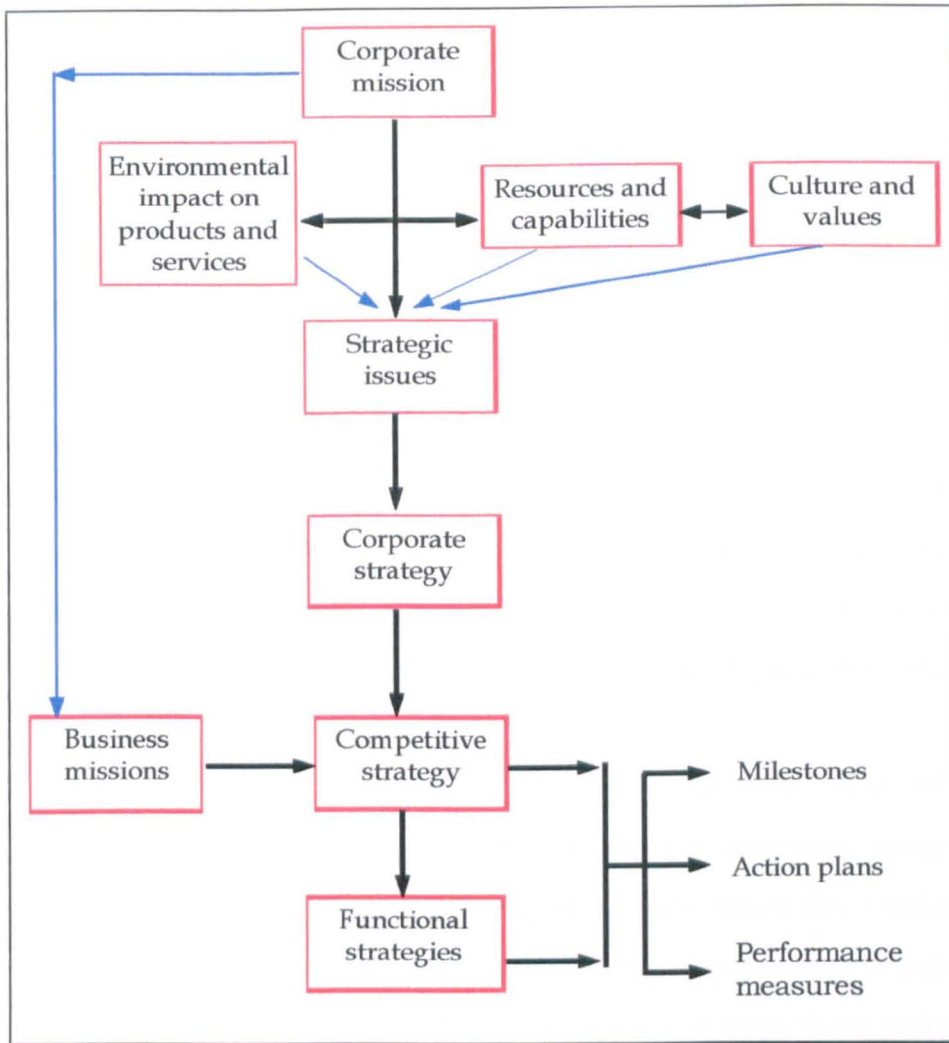 Corporate
mission
Environmental
impact on
products and
services
Resources and
capabilities
Culture and
values
Strategic
issues
Corporate
strategy
Business
missions
Competitive
strategy
Milestones
Action plans
Functional
strategies
Performance
measures